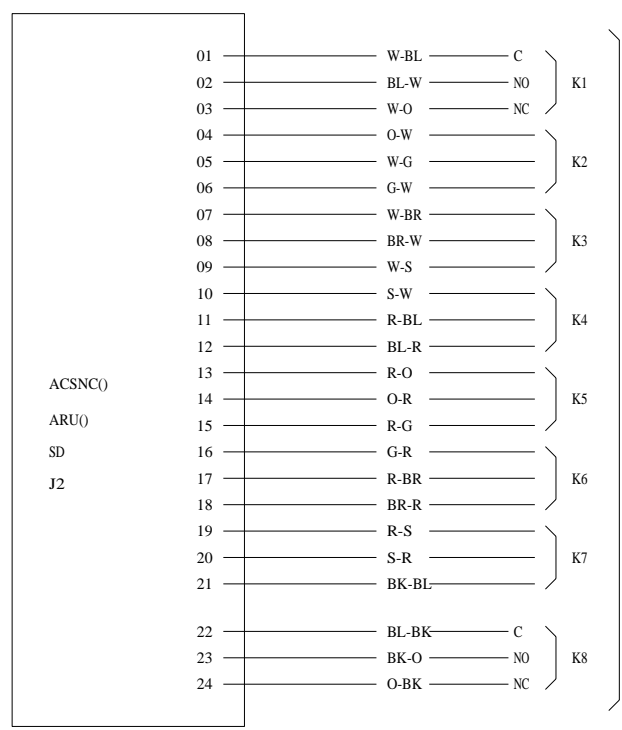 01 W-BL C
02 BL-W NO K1
03 W-O NC
04 O-W
05 W-G K2
06 G-W
07 W-BR
08 BR-W K3
09 W-S
10 S-W
11 R-BL K4
12 BL-R
13 R-O
ACSNC()
14 O-R K5
ARU()
15 R-G
SD
16 G-R
J2
17 R-BR K6
18 BR-R
19 R-S
20 S-R K7
21 BK-BL
22 BL-BK C
23 BK-O NO K8
24 O-BK NC